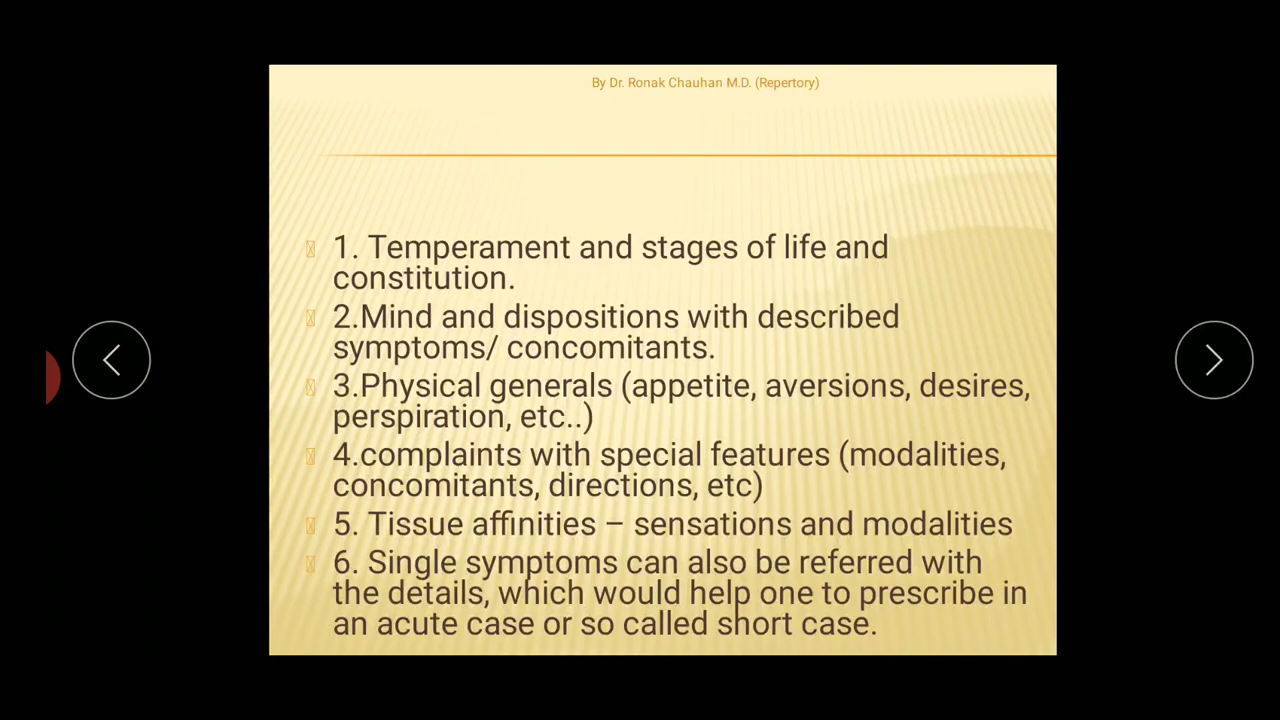 By Dr. Ronak Chauhan M.D. (Repertory)
1. Temperament and stages of life and
constitution.
2.Mind and dispositions with described
symptoms/ concomitants.
3.Physical generals (appetite, aversions, desires,
perspiration, etc..)
4.complaints with special features (modalities,
concomitants, directions, etc)
5. Tissue affinities – sensations and modalities
6. Single symptoms can also be referred with
the details, which would help one to prescribe in
an acute case or so called short case.